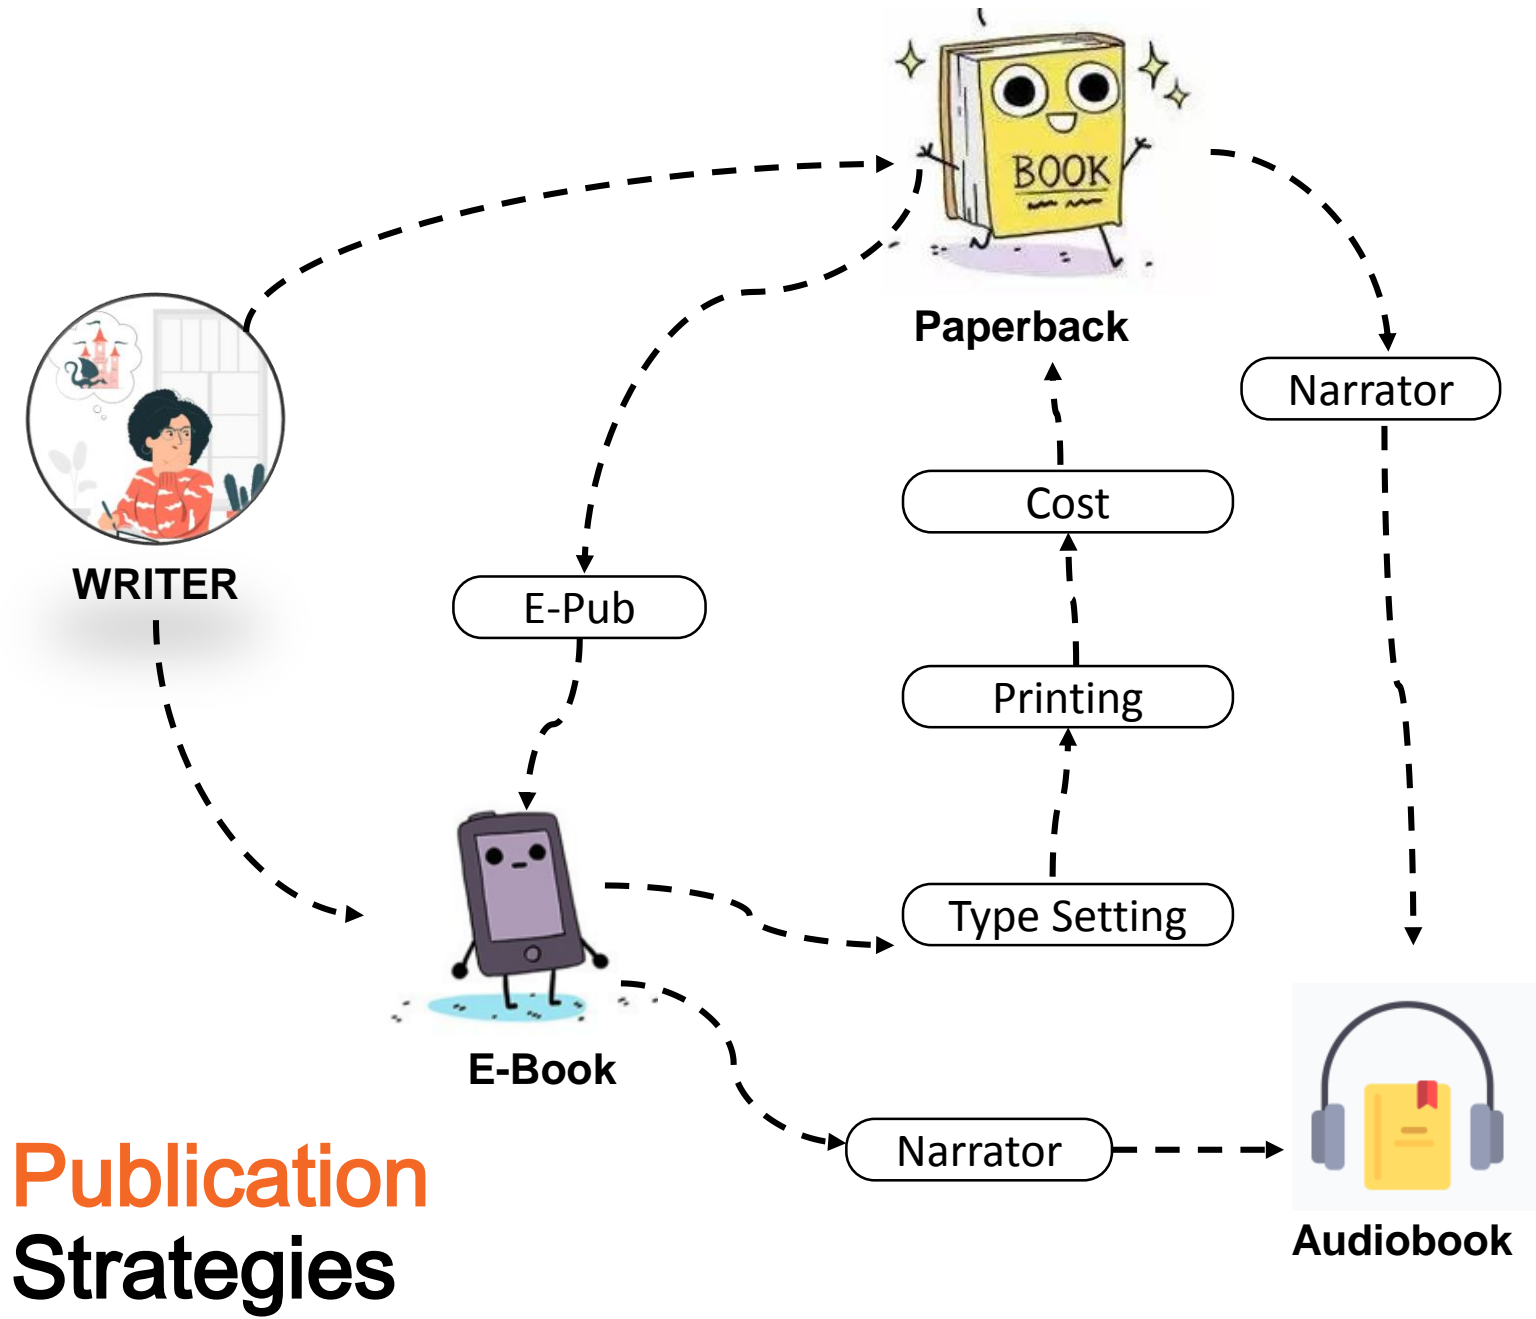 BOOK
Paperback
Narrator
Cost
WRITER
E-Pub
Printing
Type Setting
E-Book
Narrator
Publication
Strategies
Audiobook